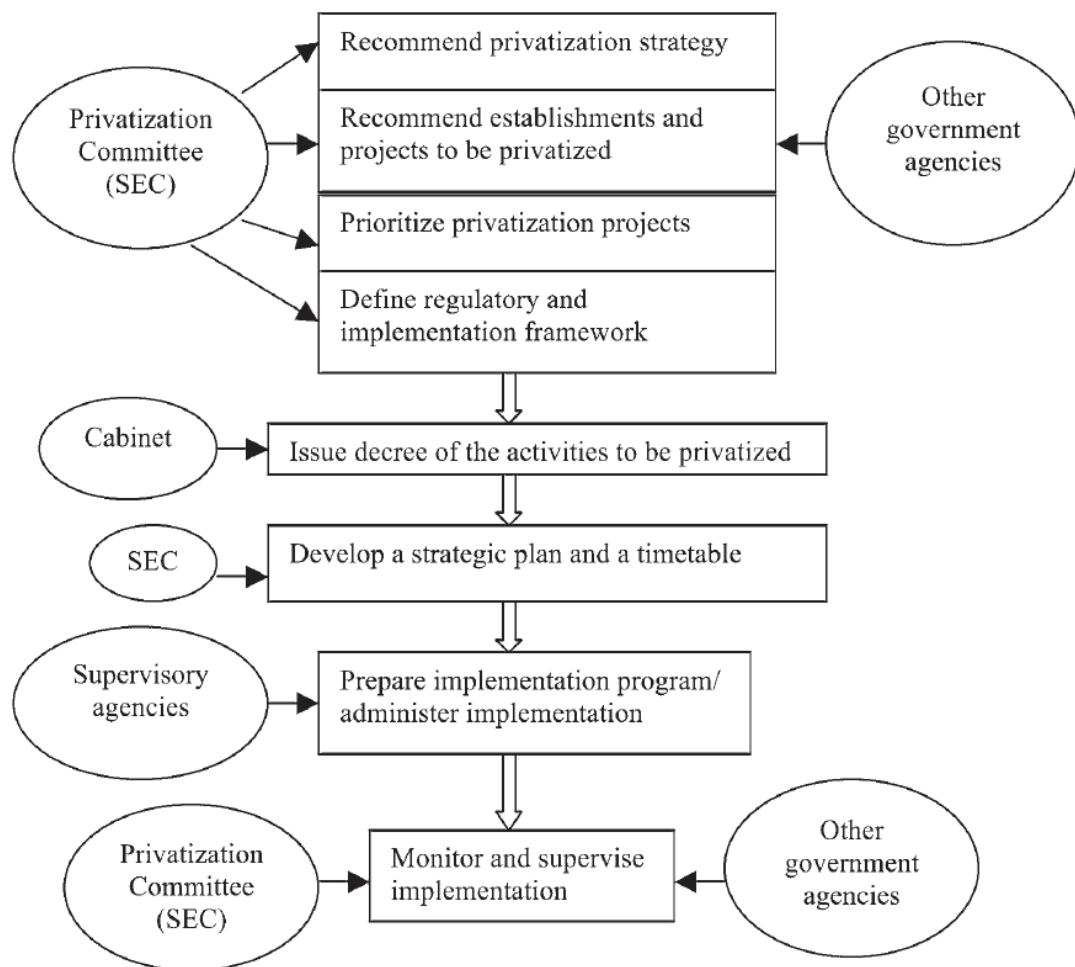 Recommend privatization strategy
Privatization
Committee
(SEC)
Recommend establishments and
projects to be privatized
Other
government
agencies
Prioritize privatization projects
Define regulatory and
implementation framework
Cabinet
Issue decree of the activities to be privatized
SEC
Develop a strategic plan and a timetable
Supervisory
agencies
Prepare implementation program/
administer implementation
Privatization
Committee
(SEC)
Monitor and supervise
implementation
Other
government
agencies